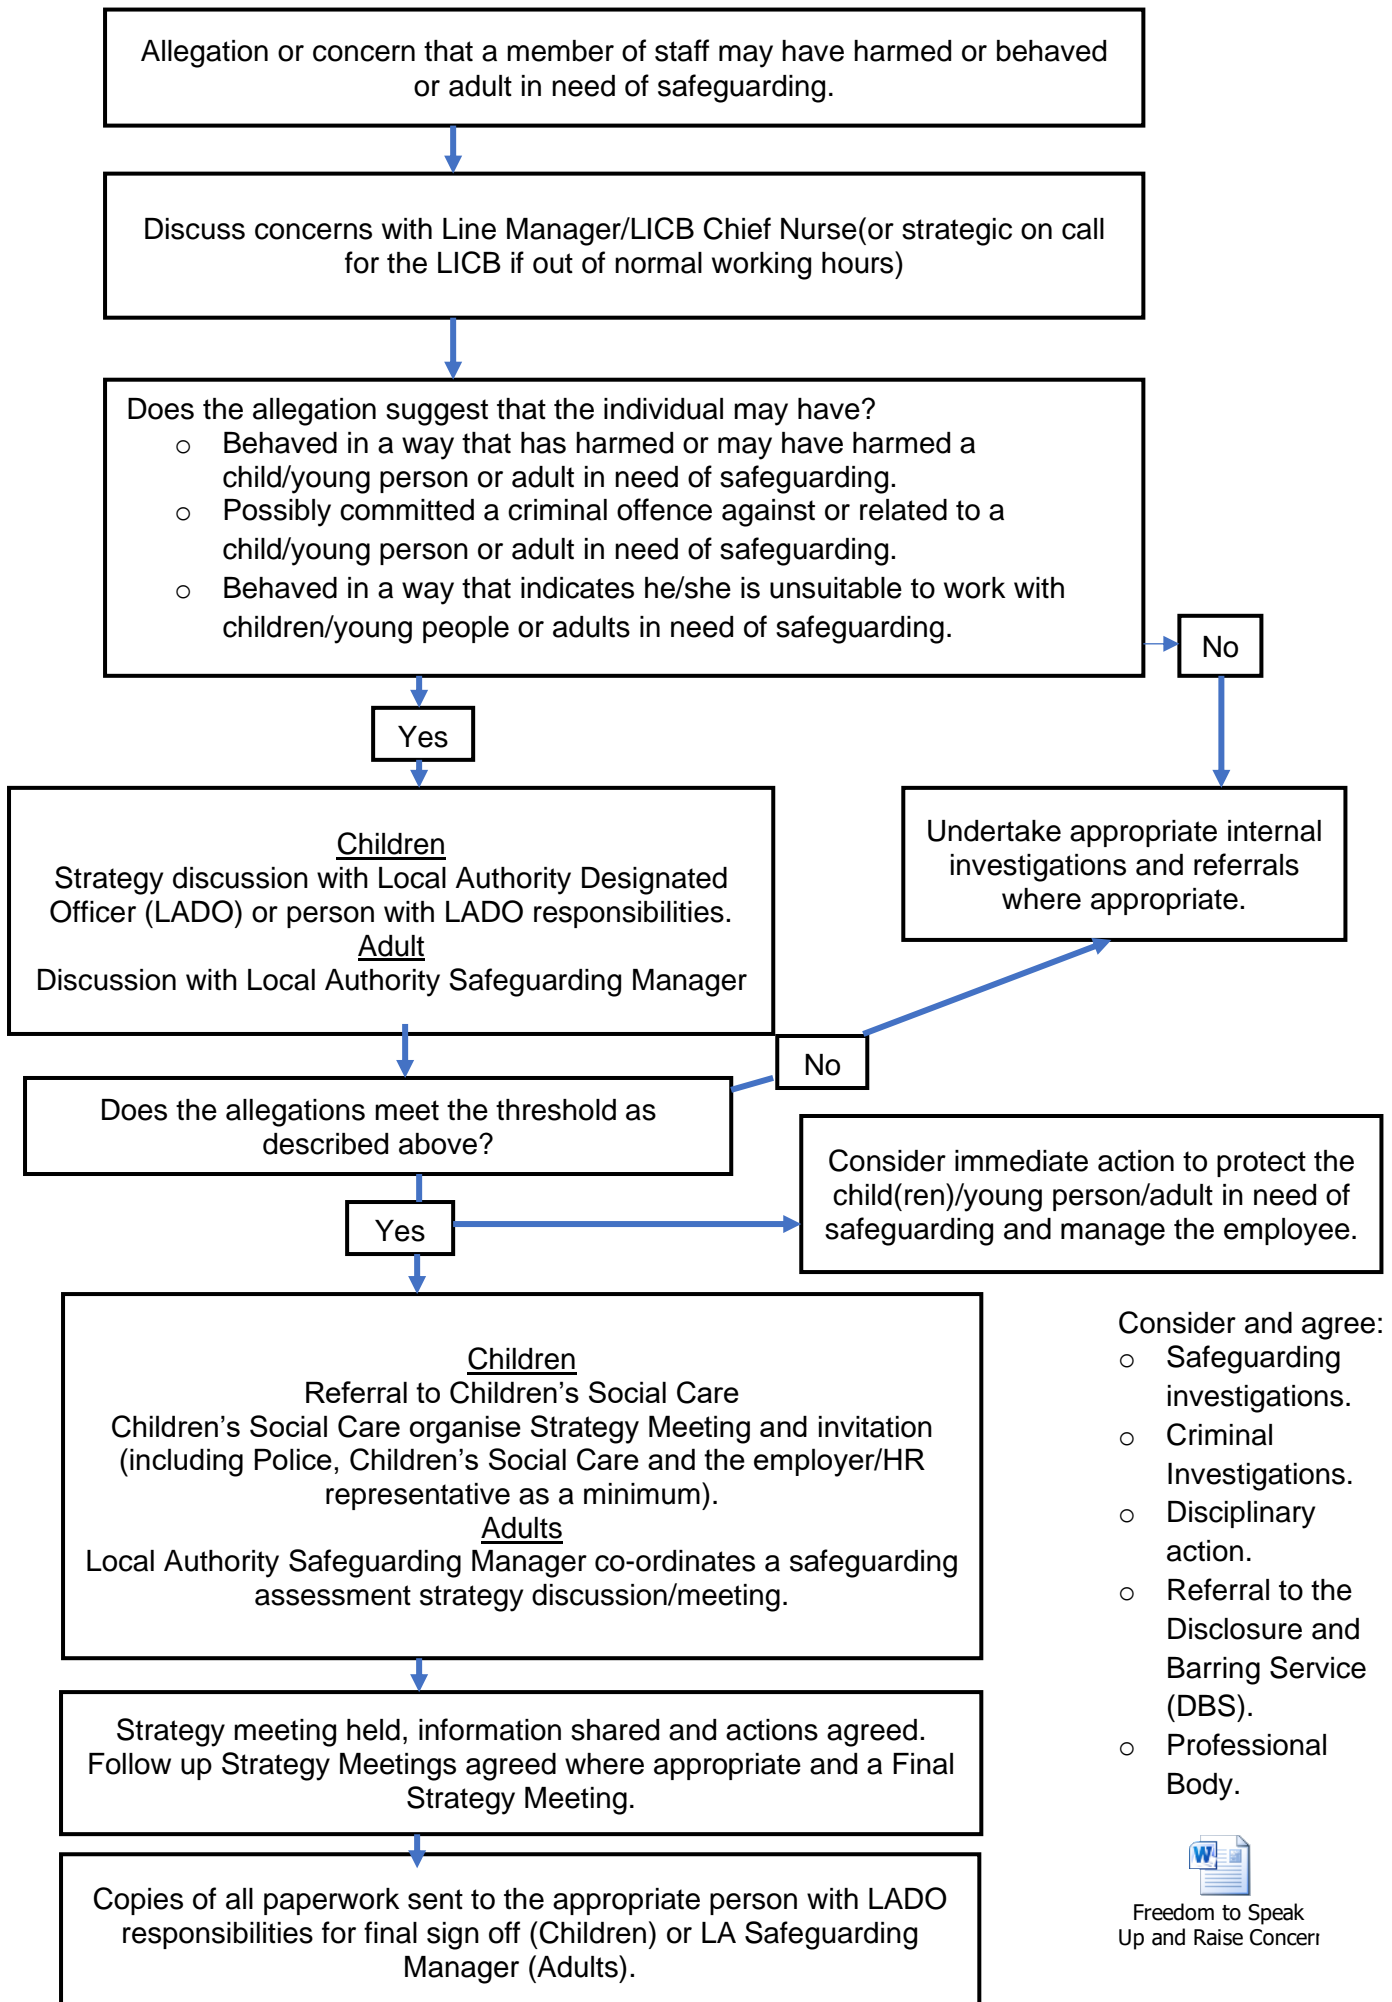 Allegation or concern that a member of staff may have harmed or behaved
or adult in need of safeguarding.
Discuss concerns with Line Manager/LICB Chief Nurse(or strategic on call
for the LICB if out of normal working hours)
Does the allegation suggest that the individual may have?
o Behaved in a way that has harmed or may have harmed a
child/young person or adult in need of safeguarding.
o Possibly committed a criminal offence against or related to a
child/young person or adult in need of safeguarding.
o Behaved in a way that indicates he/she is unsuitable to work with
children/young people or adults in need of safeguarding.
No
Yes
Children
Strategy discussion with Local Authority Designated
Officer (LADO) or person with LADO responsibilities.
Adult
Discussion with Local Authority Safeguarding Manager
Undertake appropriate internal
investigations and referrals
where appropriate.
No
Does the allegations meet the threshold as
described above?
Yes
Consider immediate action to protect the
child(ren)/young person/adult in need of
safeguarding and manage the employee.
Children
Referral to Children’s Social Care
Children’s Social Care organise Strategy Meeting and invitation
(including Police, Children’s Social Care and the employer/HR
representative as a minimum).
Adults
Local Authority Safeguarding Manager co-ordinates a safeguarding
assessment strategy discussion/meeting.
Consider and agree:
o Safeguarding
investigations.
o Criminal
Investigations.
o Disciplinary
action.
o Referral to the
Disclosure and
Barring Service
(DBS).
o Professional
Body.
Strategy meeting held, information shared and actions agreed.
Follow up Strategy Meetings agreed where appropriate and a Final
Strategy Meeting.
Copies of all paperwork sent to the appropriate person with LADO
responsibilities for final sign off (Children) or LA Safeguarding
Manager (Adults).
W
Freedom to Speak
Up and Raise Concern